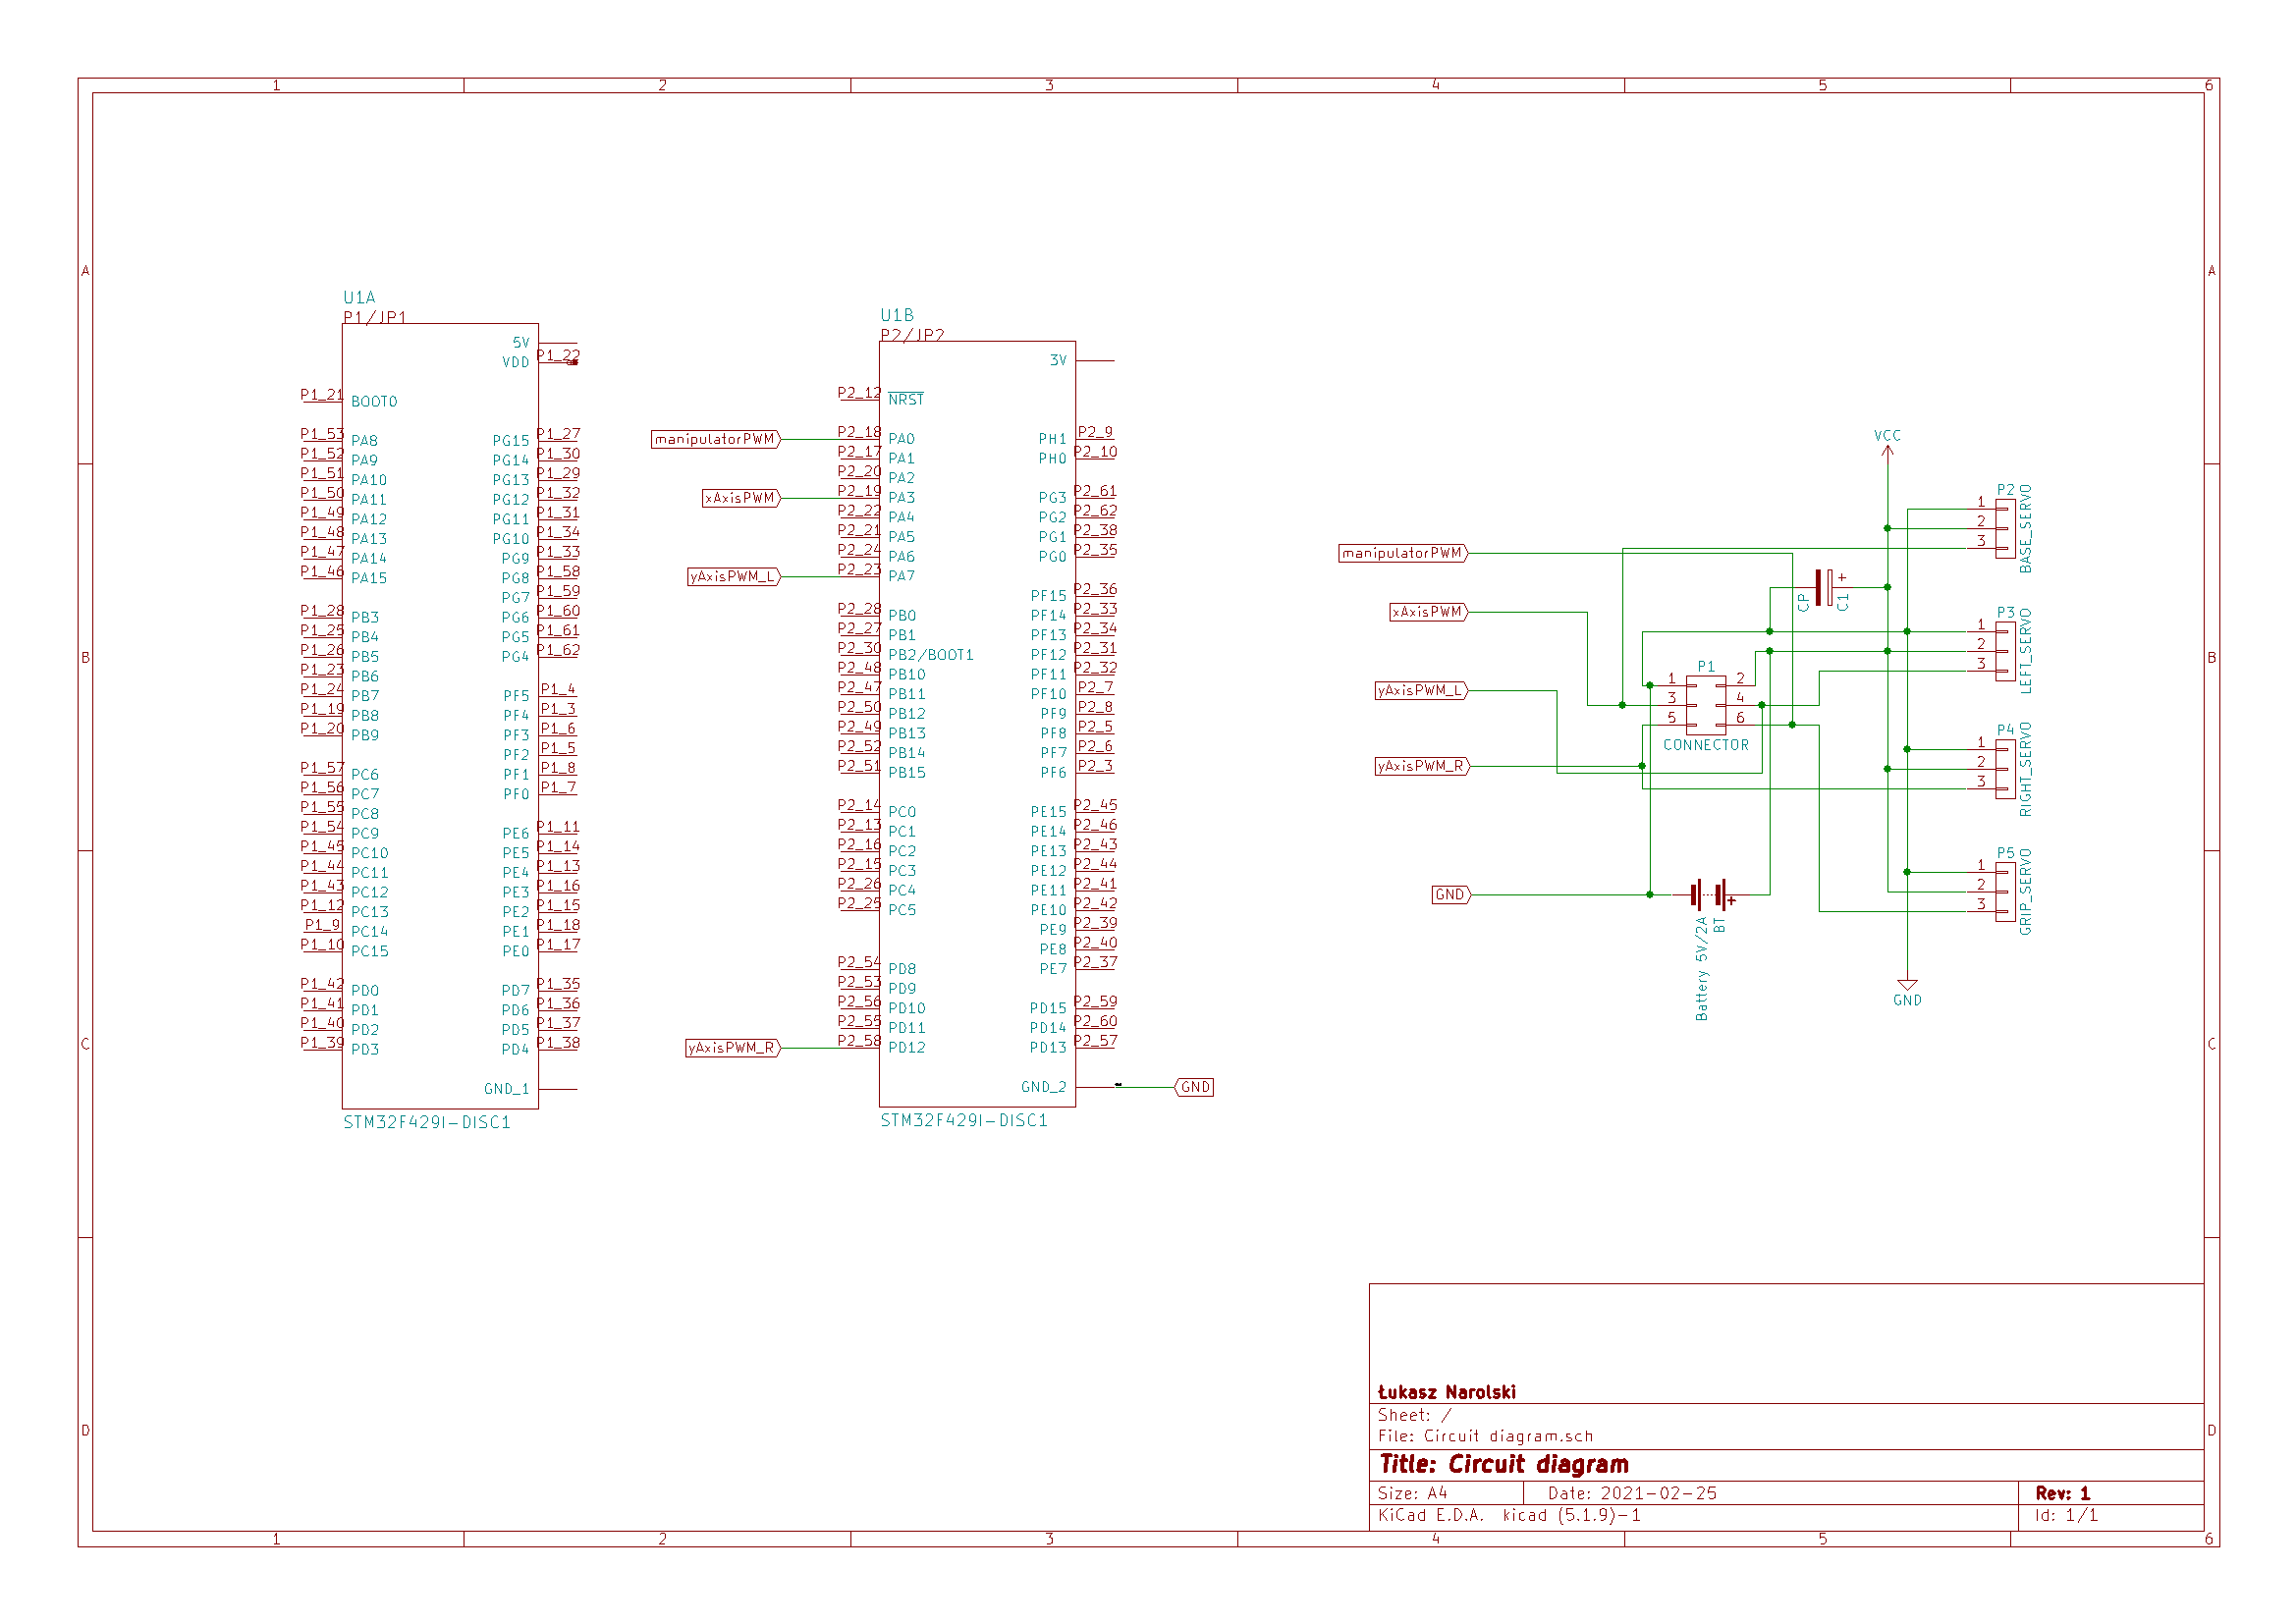 1 2 3 4 5 6
A A
B B
C C
D D
U1A
P1/JP1
5V
VDD P1_22
P1_21 BOOT0
P1_53 PA8 PG15 P1_27
P1_52 PA9 PG14 P1_30
P1_51 PA10 PG13 P1_29
P1_50 PA11 PG12 P1_32
P1_49 PA12 PG11 P1_31
P1_48 PA13 PG10 P1_34
P1_47 PA14 PG9 P1_33
P1_46 PA15 PG8 P1_58
PG7 P1_59
P1_28 PB3 PG6 P1_60
P1_25 PB4 PG5 P1_61
P1_26 PB5 PG4 P1_62
P1_23 PB6
P1_24 PB7 PF5 P1_4
P1_19 PB8 PF4 P1_3
P1_20 PB9 PF3 P1_6
PF2 P1_5
P1_57 PC6 PF1 P1_8
P1_56 PC7 PF0 P1_7
P1_55 PC8
P1_54 PC9 PE6 P1_11
P1_45 PC10 PE5 P1_14
P1_44 PC11 PE4 P1_13
P1_43 PC12 PE3 P1_16
P1_12 PC13 PE2 P1_15
P1_9 PC14 PE1 P1_18
P1_10 PC15 PE0 P1_17
P1_42 PD0 PD7 P1_35
P1_41 PD1 PD6 P1_36
P1_40 PD2 PD5 P1_37
P1_39 PD3 PD4 P1_38
GND_1
STM32F429I-DISC1
U1B
P2/JP2
3V
P2_12 NRST
manipulatorPWM P2_18 PA0 PH1 P2_9
P2_17 PA1 PH0 P2_10
P2_20 PA2
xAxisPWM P2_19 PA3 PG3 P2_61
P2_22 PA4 PG2 P2_62
P2_21 PA5 PG1 P2_38
P2_24 PA6 PG0 P2_35
yAxisPWM_L P2_23 PA7
PF15 P2_36
P2_28 PB0 PF14 P2_33
P2_27 PB1 PF13 P2_34
P2_30 PB2/BOOT1 PF12 P2_31
P2_48 PB10 PF11 P2_32
P2_47 PB11 PF10 P2_7
P2_50 PB12 PF9 P2_8
P2_49 PB13 PF8 P2_5
P2_52 PB14 PF7 P2_6
P2_51 PB15 PF6 P2_3
P2_14 PC0 PE15 P2_45
P2_13 PC1 PE14 P2_46
P2_16 PC2 PE13 P2_43
P2_15 PC3 PE12 P2_44
P2_26 PC4 PE11 P2_41
P2_25 PC5 PE10 P2_42
PE9 P2_39
PE8 P2_40
P2_54 PD8 PE7 P2_37
P2_53 PD9
P2_56 PD10 PD15 P2_59
P2_55 PD11 PD14 P2_60
yAxisPWM_R P2_58 PD12 PD13 P2_57
GND_2 GND
STM32F429I-DISC1
VCC
manipulatorPWM
xAxisPWM
yAxisPWM_L
yAxisPWM_R
GND
CP
+
C1
P1
1 2
3 4
5 6
CONNECTOR
+
BT
Battery 5V/2A
P2
1
2
3
BASE_SERVO
P3
1
2
3
LEFT_SERVO
P4
1
2
3
RIGHT_SERVO
P5
1
2
3
GRIP_SERVO
GND
Łukasz Narolski
Sheet: /
File: Circuit diagram.sch
Title: Circuit diagram
Size: A4 Date: 2021-02-25 Rev: 1
KiCad E.D.A. kicad (5.1.9)-1 Id: 1/1
1 2 3 4 5 6